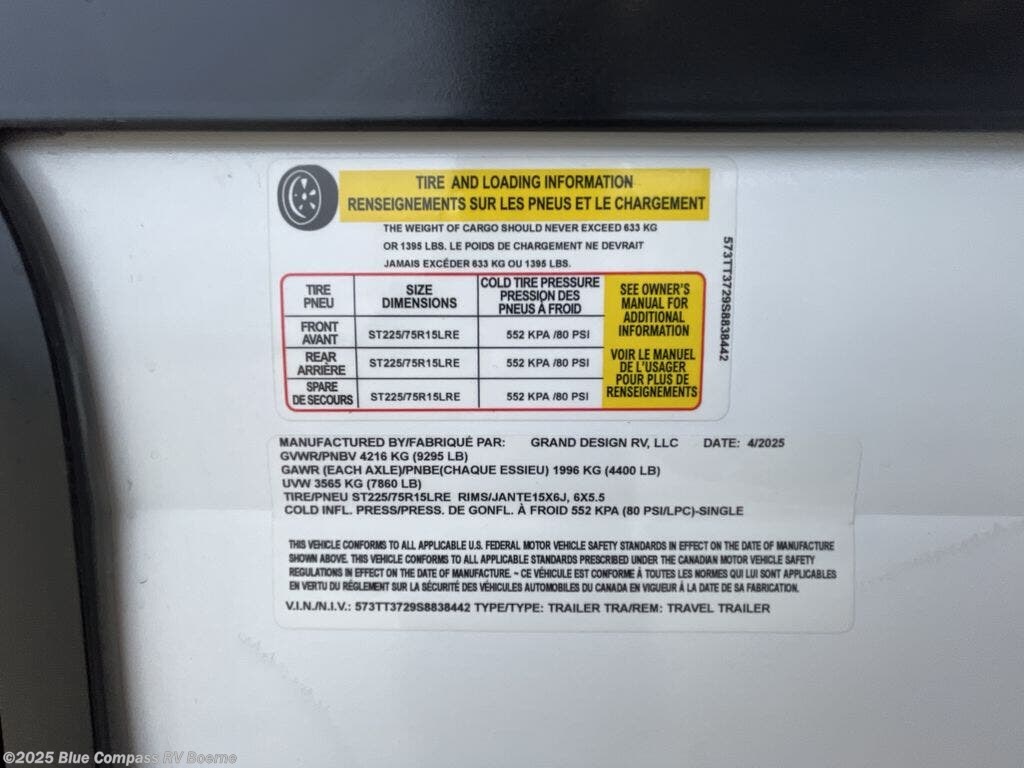 TIRE AND LOADING INFORMATION
RENSEIGNEMENTS SUR LES PNEUS ET LE CHARGEMENT
THE WEIGHT OF CARGO SHOULD NEVER EXCEED 633 KG
OR 1395 LBS. LE POIDS DE CHARGEMENT NE DEVRAIT
JAMAIS EXCÉDER 633 KG OU 1395 LBS.
TIRE
PNEU
SIZE
DIMENSIONS
COLD TIRE PRESSURE
PRESSION DES
PNEUS À FROID
FRONT
AVANT
ST225/75R15LRE
552 KPA /80 PSI
REAR
ARRIÈRE
ST225/75R15LRE
552 KPA /80 PSI
SPARE
DE SECOURS
ST225/75R15LRE
552 KPA /80 PSI
SEE OWNER'S
MANUAL FOR
ADDITIONAL
INFORMATION
VOIR LE MANUEL
DE L'USAGER
POUR PLUS DE
RENSEIGNEMENTS
573TT3729S8838442
MANUFACTURED BY/FABRIQUÉ PAR: GRAND DESIGN RV, LLC DATE: 4/2025
GVWR/PNBV 4216 KG (9295 LB)
GAWR (EACH AXLE)/PNBE(CHAQUE ESSIEU) 1996 KG (4400 LB)
UVW 3565 KG (7860 LB)
TIRE/PNEU ST225/75R15LRE RIMS/JANTE15X6J, 6X5.5
COLD INFL. PRESS/PRESS. DE GONFL. À FROID 552 KPA (80 PSI/LPC)-SINGLE
THIS VEHICLE CONFORMS TO ALL APPLICABLE U.S. FEDERAL MOTOR VEHICLE SAFETY STANDARDS IN EFFECT ON THE DATE OF MANUFACTURE
SHOWN ABOVE. THIS VEHICLE CONFORMS TO ALL APPLICABLE STANDARDS PRESCRIBED UNDER THE CANADIAN MOTOR VEHICLE SAFETY
REGULATIONS IN EFFECT ON THE DATE OF MANUFACTURE. ~ CE VÉHICULE EST CONFORME À TOUTES LES NORMES QUI LUI SONT APPLICABLES
EN VERTU DU RÉGLEMENT SUR LA SÉCURITÉ DES VÉHICULES AUTOMOBILES DU CANADA EN VIGUEUR À LA DATE DE SA FABRICATION.
V.I.N./N.I.V.: 573TT3729S8838442 TYPE/TYPE: TRAILER TRA/REM: TRAVEL TRAILER
©2025 Blue Compass RV Boerne